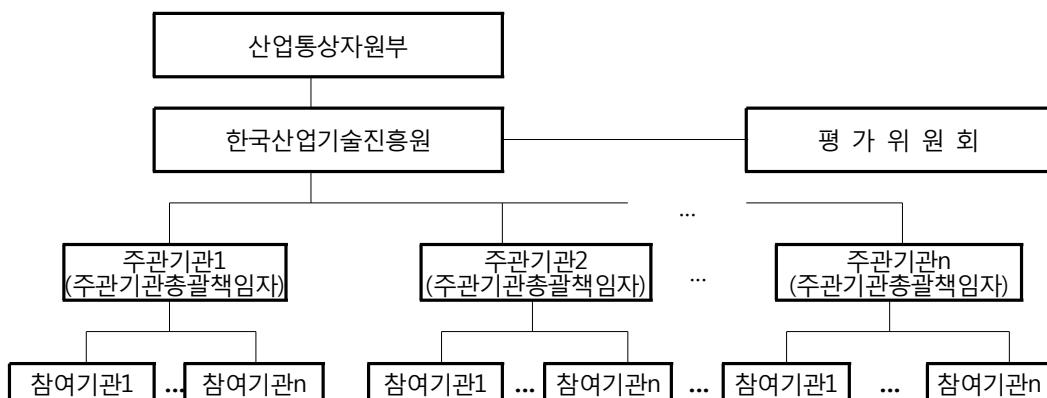 산업통상자원부
한국산업기술진흥원
평 가 위 원 회
...
주관기관1
(주관기관총괄책임자)
주관기관2
(주관기관총괄책임자)
...
주관기관n
(주관기관총괄책임자)
참여기관1 ... 참여기관n 참여기관1 ... 참여기관n ... 참여기관1 ... 참여기관n